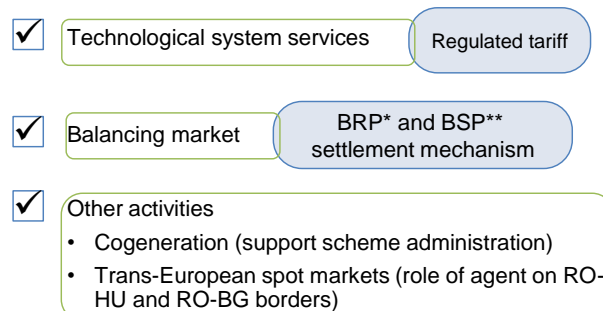 Technological system services
Regulated tariff
Balancing market
BRP* and BSP**
settlement mechanism
Other activities
• Cogeneration (support scheme administration)
• Trans-European spot markets (role of agent on RO-
HU and RO-BG borders)